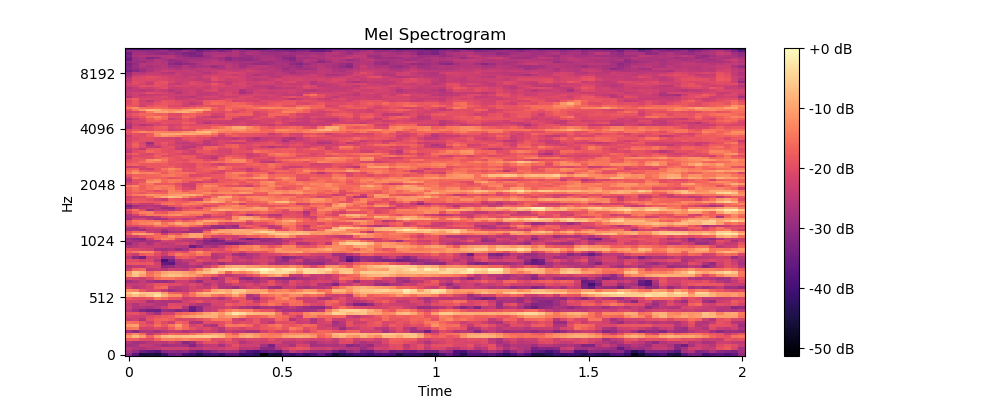 Mel Spectrogram
Hz
8192
4096
2048
1024
512
0
0 0.5 1 1.5 2
Time
+0 dB
-10 dB
-20 dB
-30 dB
-40 dB
-50 dB